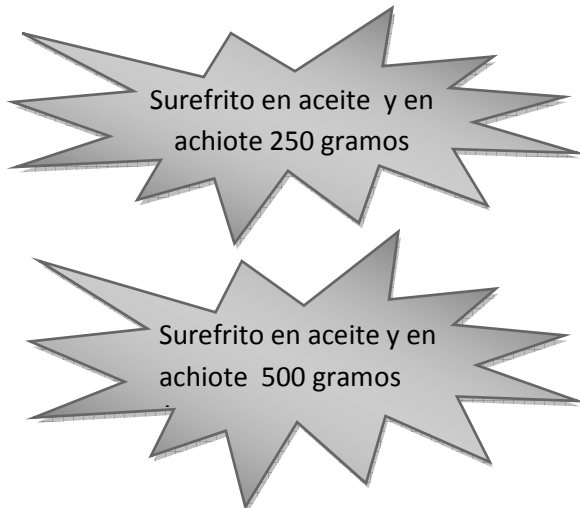 Surefrito en aceite y en
achiote 250 gramos
Surefrito en aceite y en
achiote 500 gramos